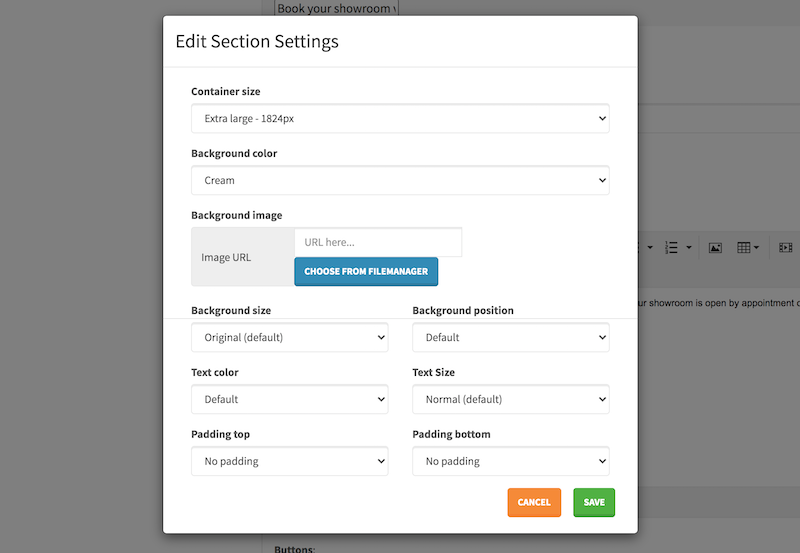 Book your showroom
Edit Section Settings
Container size
Extra large - 1824px
Background color
Cream
Background image
Image URL
URL here...
CHOOSE FROM FILEMANAGER
ur showroom is open by appointment
Background size
Background position
Original (default)
Default
Text color
Text Size
Default
Normal (default)
Padding top
Padding bottom
No padding
No padding
CANCEL
SAVE
Buttons: